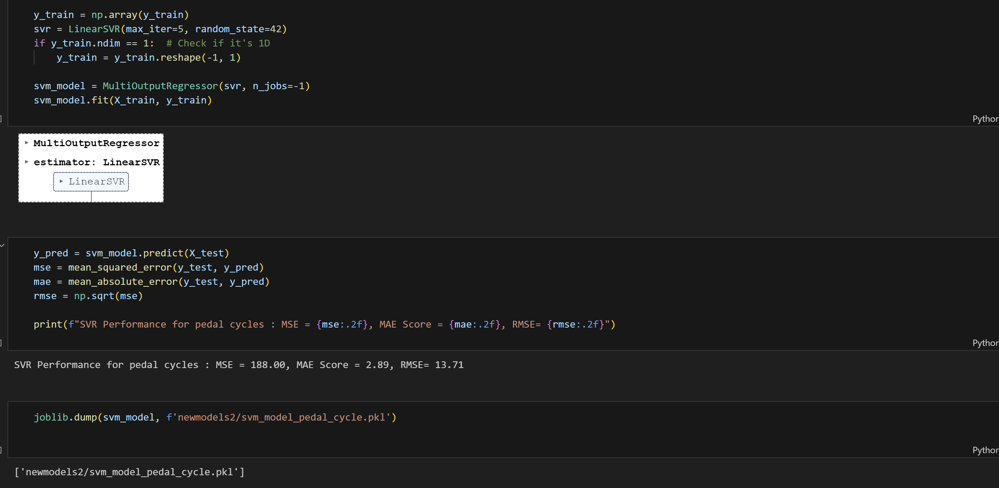 y_train = np.array(y_train)
svr = LinearSVR(max_iter=5, random_state=42)
if y_train.ndim == 1:  # Check if it's 1D
    y_train = y_train.reshape(-1, 1)
svm_model = MultiOutputRegressor(svr, n_jobs=-1)
svm_model.fit(X_train, y_train)
]
Python
MultiOutputRegressor
estimator: LinearSVR
LinearSVR
y_pred = svm_model.predict(X_test)
mse = mean_squared_error(y_test, y_pred)
mae = mean_absolute_error(y_test, y_pred)
rmse = np.sqrt(mse)
print(f"SVR Performance for pedal cycles : MSE = {mse:.2f}, MAE Score = {mae:.2f}, RMSE= {rmse:.2f}")
]
Python
SVR Performance for pedal cycles : MSE = 188.00, MAE Score = 2.89, RMSE= 13.71
joblib.dump(svm_model, f'newmodels2/svm_model_pedal_cycle.pkl')
]
Python
['newmodels2/svm_model_pedal_cycle.pkl']